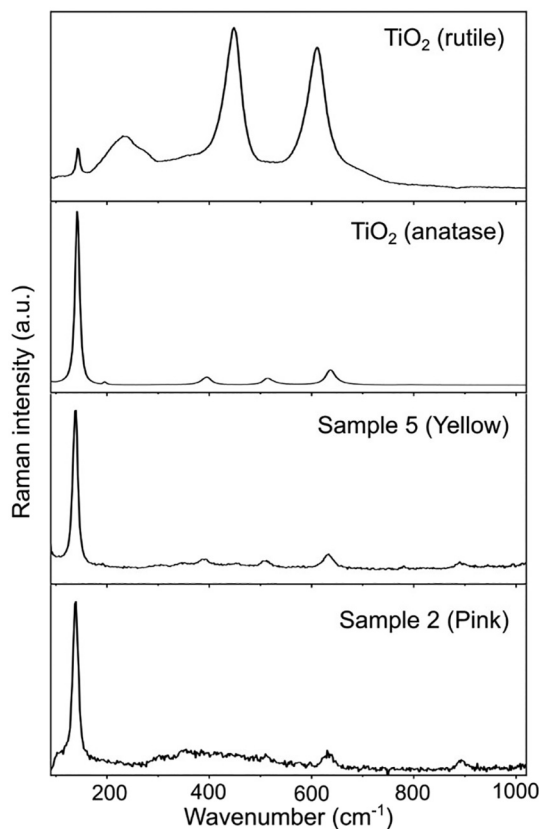 TiO₂ (rutile)
TiO₂ (anatase)
Sample 5 (Yellow)
Sample 2 (Pink)
Raman intensity (a.u.)
200 400 600 800 1000
Wavenumber (cm⁻¹)